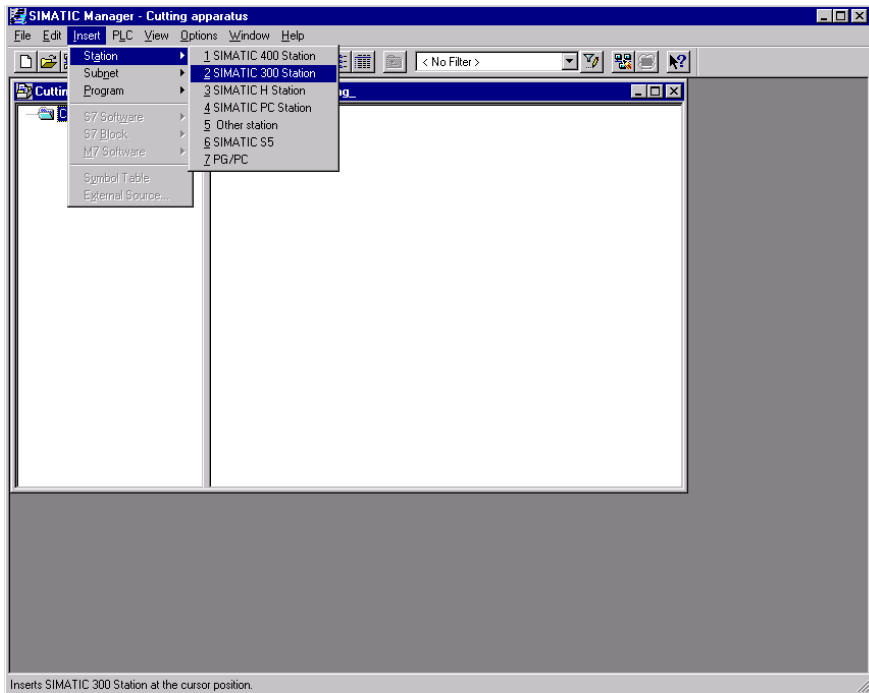 SIMATIC Manager - Cutting apparatus
File Edit Insert PLC View Options Window Help
< No Filter >
Station
Subnet
Program
S7 Software
S7 Block
M7 Software
Symbol Table
External Source...
1 SIMATIC 400 Station
2 SIMATIC 300 Station
3 SIMATIC H Station
4 SIMATIC PC Station
5 Other station
6 SIMATIC S5
7 PG/PC
Inserts SIMATIC 300 Station at the cursor position.